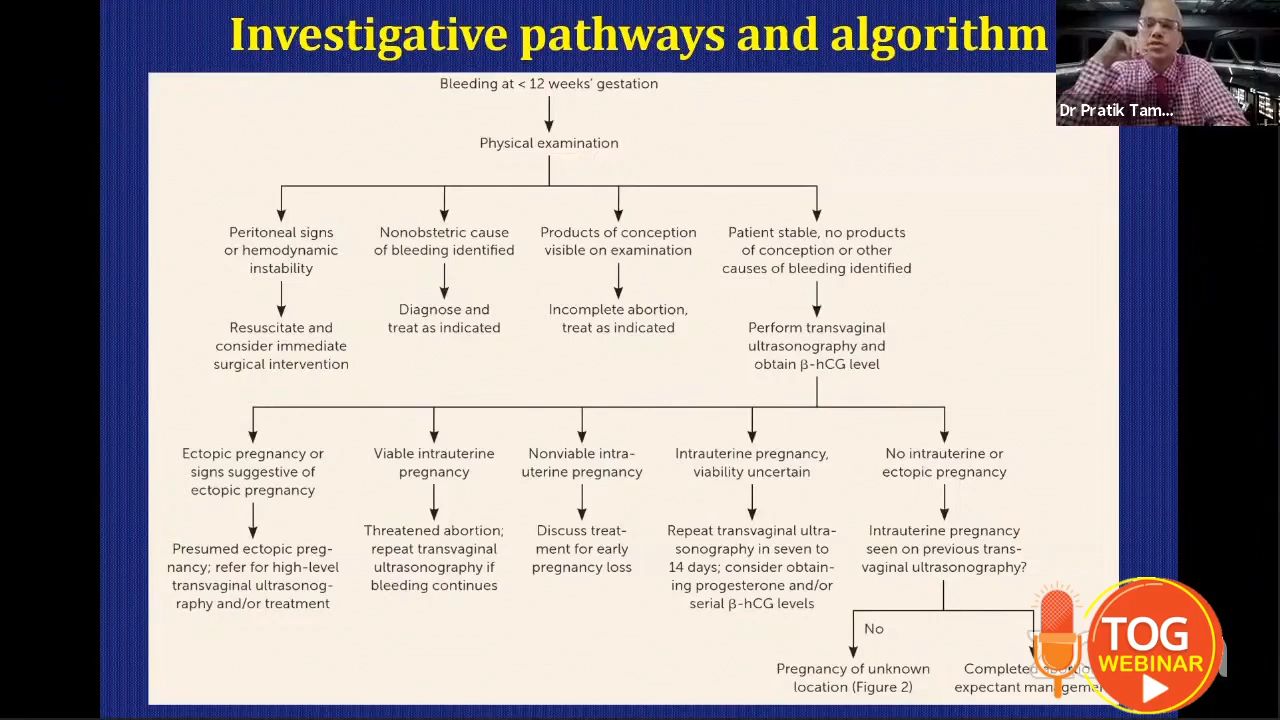 Investigative pathways and algorithm
Dr Pratik Tam...
Bleeding at < 12 weeks' gestation
Physical examination
Peritoneal signs
or hemodynamic
instability
Nonobstetric cause
of bleeding identified
Products of conception
visible on examination
Patient stable, no products
of conception or other
causes of bleeding identified
Resuscitate and
consider immediate
surgical intervention
Diagnose and
treat as indicated
Incomplete abortion,
treat as indicated
Perform transvaginal
ultrasonography and
obtain β-hCG level
Ectopic pregnancy or
signs suggestive of
ectopic pregnancy
Viable intrauterine
pregnancy
Nonviable intra-
uterine pregnancy
Intrauterine pregnancy,
viability uncertain
No intrauterine or
ectopic pregnancy
Presumed ectopic preg-
nancy; refer for high-level
transvaginal ultrasonog-
raphy and/or treatment
Threatened abortion;
repeat transvaginal
ultrasonography if
bleeding continues
Discuss treat-
ment for early
pregnancy loss
Repeat transvaginal ultra-
sonography in seven to
14 days; consider obtain-
ing progesterone and/or
serial β-hCG levels
Intrauterine pregnancy
seen on previous trans-
vaginal ultrasonography?
No
Pregnancy of unknown
location (Figure 2)
expectant
TOG
WEBINAR